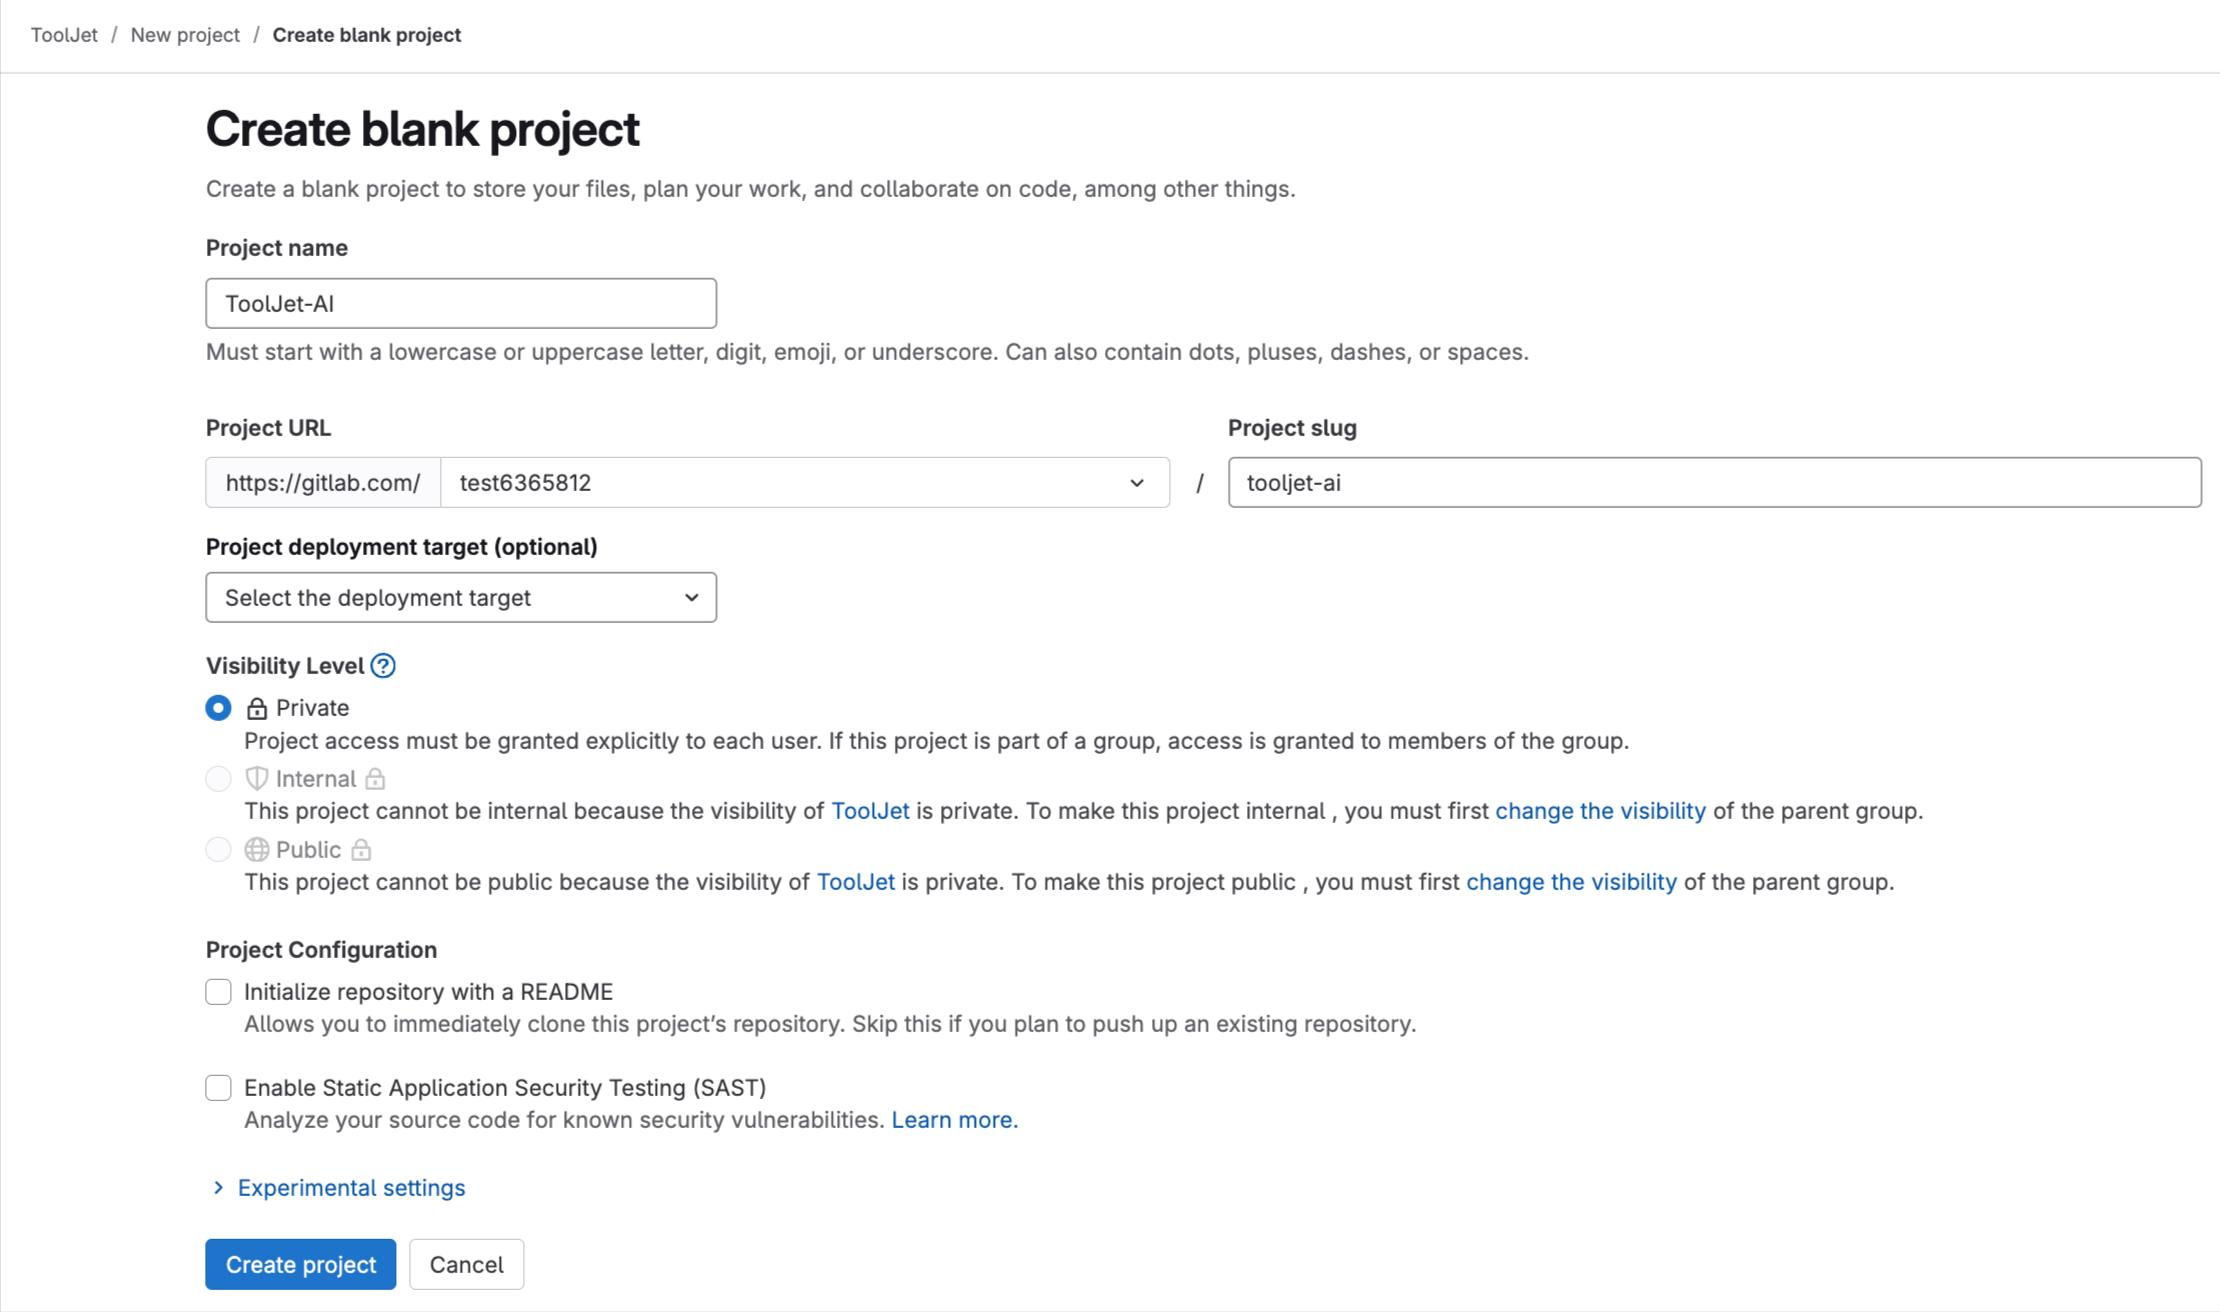 ToolJet / New project / Create blank project
Create blank project
Create a blank project to store your files, plan your work, and collaborate on code, among other things.
Project name
ToolJet-AI
Must start with a lowercase or uppercase letter, digit, emoji, or underscore. Can also contain dots, pluses, dashes, or spaces.
Project URL
Project slug
https://gitlab.com/ test6365812 / tooljet-ai
Project deployment target (optional)
Select the deployment target
Visibility Level ?
Private
Project access must be granted explicitly to each user. If this project is part of a group, access is granted to members of the group.
Internal
This project cannot be internal because the visibility of ToolJet is private. To make this project internal , you must first change the visibility of the parent group.
Public
This project cannot be public because the visibility of ToolJet is private. To make this project public , you must first change the visibility of the parent group.
Project Configuration
Initialize repository with a README
Allows you to immediately clone this project’s repository. Skip this if you plan to push up an existing repository.
Enable Static Application Security Testing (SAST)
Analyze your source code for known security vulnerabilities. Learn more.
Experimental settings
Create project Cancel